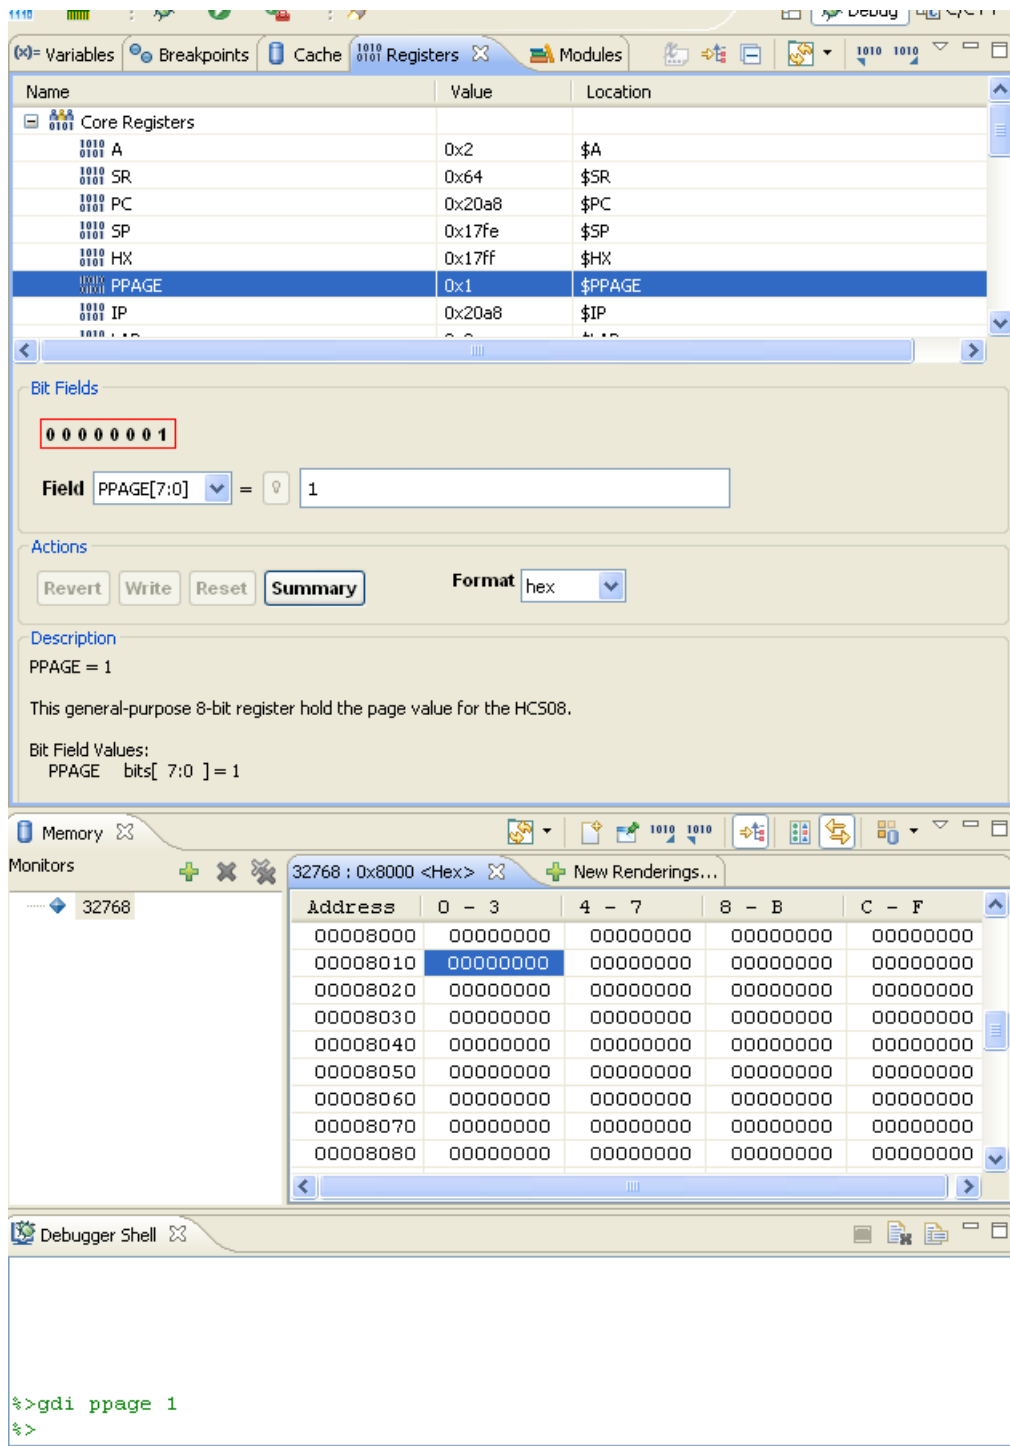 Debug
(x)= Variables Breakpoints Cache 1010 0101 Registers Modules 1010 1010
Name Value Location
Core Registers
A 0x2 $A
SR 0x64 $SR
PC 0x20a8 $PC
SP 0x17fe $SP
HX 0x17ff $HX
PPAGE 0x1 $PPAGE
IP 0x20a8 $IP
Bit Fields
0 0 0 0 0 0 0 1
Field PPAGE[7:0] = 1
Actions
Revert Write Reset Summary Format hex
Description
PPAGE = 1
This general-purpose 8-bit register hold the page value for the HCS08.
Bit Field Values:
PPAGE bits[ 7:0 ] = 1
Memory 1010 1010
Monitors 32768 : 0x8000 <Hex> New Renderings...
32768
Address 0 - 3 4 - 7 8 - B C - F
00008000 00000000 00000000 00000000 00000000
00008010 00000000 00000000 00000000 00000000
00008020 00000000 00000000 00000000 00000000
00008030 00000000 00000000 00000000 00000000
00008040 00000000 00000000 00000000 00000000
00008050 00000000 00000000 00000000 00000000
00008060 00000000 00000000 00000000 00000000
00008070 00000000 00000000 00000000 00000000
00008080 00000000 00000000 00000000 00000000
Debugger Shell
%>gdi ppage 1
%>